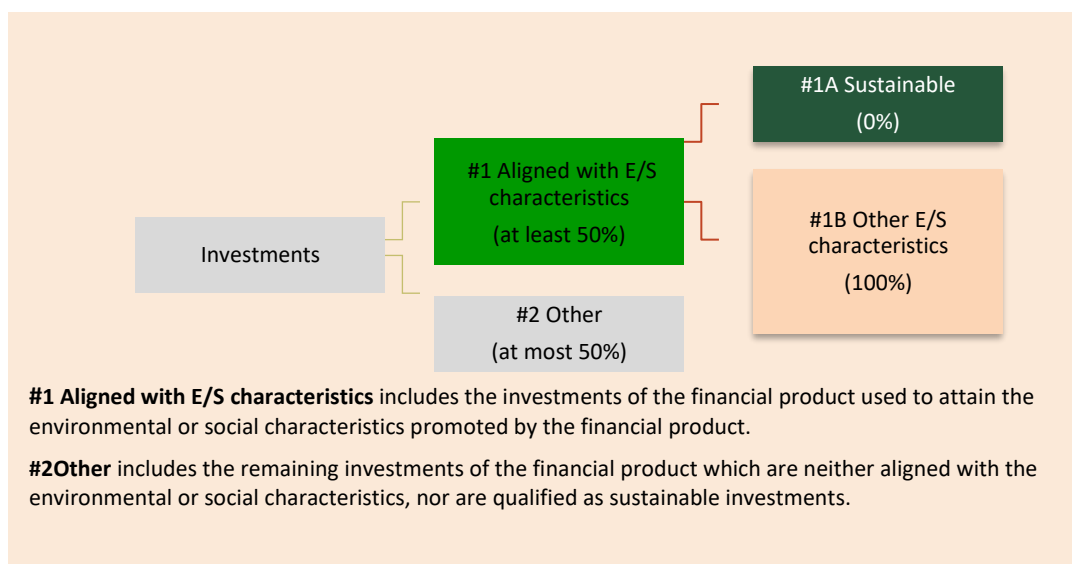 #1A Sustainable
(0%)
#1 Aligned with E/S
characteristics
(at least 50%)
#1B Other E/S
characteristics
(100%)
Investments
#2 Other
(at most 50%)
#1 Aligned with E/S characteristics includes the investments of the financial product used to attain the
environmental or social characteristics promoted by the financial product.
#2Other includes the remaining investments of the financial product which are neither aligned with the
environmental or social characteristics, nor are qualified as sustainable investments.